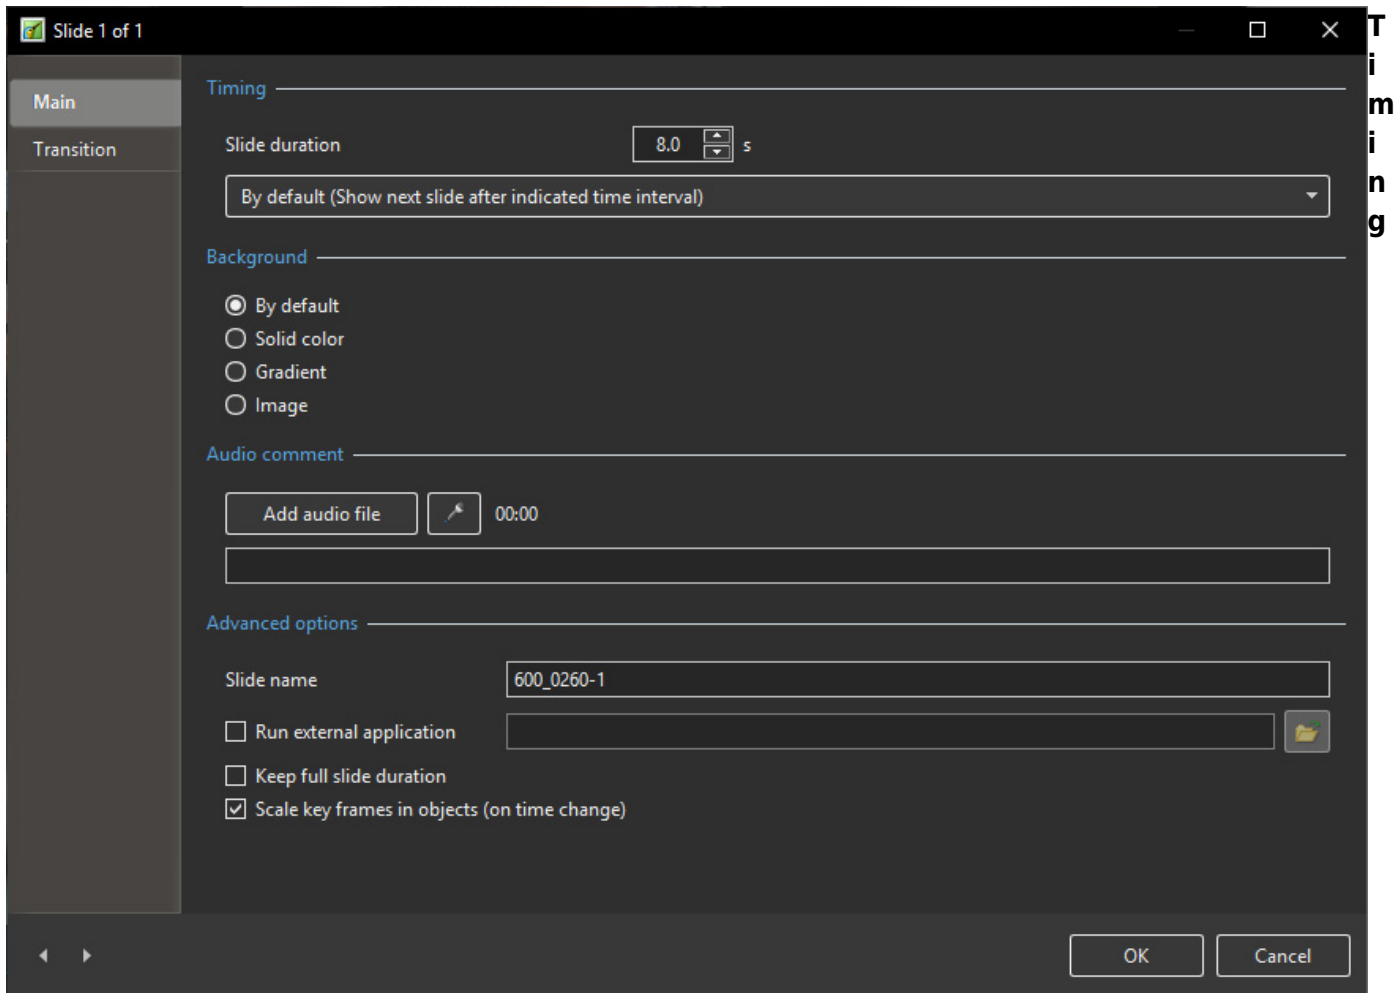 Slide 1 of 1
Main
Transition
Timing
Slide duration 8.0 s
By default (Show next slide after indicated time interval)
Background
By default
Solid color
Gradient
Image
Audio comment
Add audio file 00:00
Advanced options
Slide name 600_0260-1
Run external application
Keep full slide duration
Scale key frames in objects (on time change)
OK Cancel
T
i
m
i
n
g